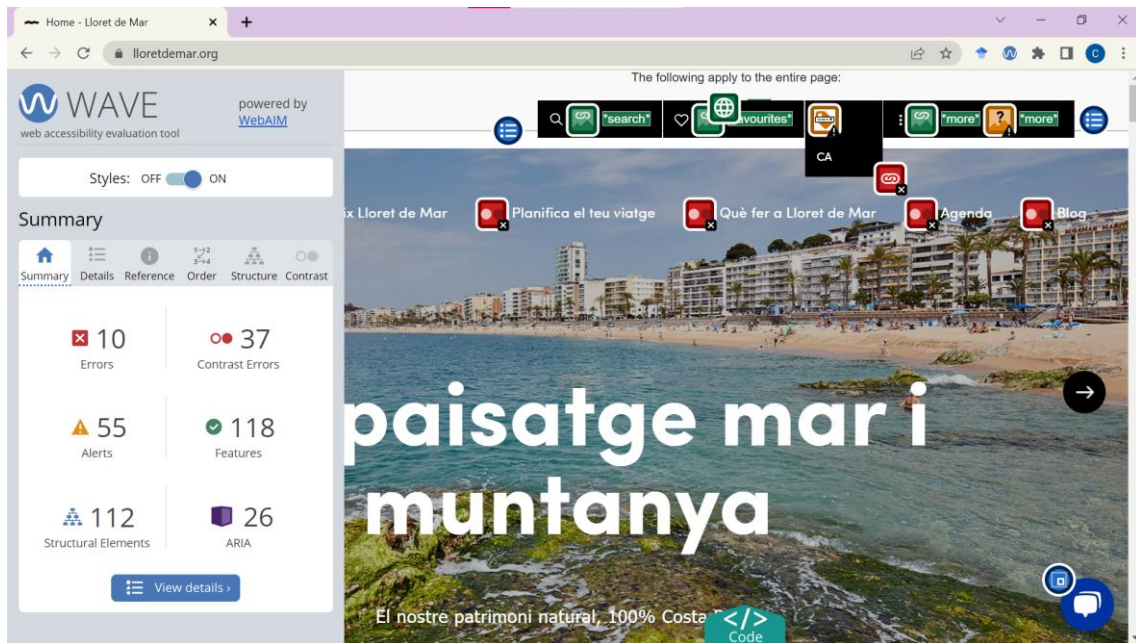 Home - Lloret de Mar
lloretdemar.org
C
WAVE
web accessibility evaluation tool
powered by
WebAIM
Styles: OFF ON
Summary
Summary Details Reference Order Structure Contrast
10
Errors
37
Contrast Errors
55
Alerts
118
Features
112
Structural Elements
26
ARIA
View details ›
The following apply to the entire page:
*search* *more* *more*
CA
ix Lloret de Mar Planifica el teu viatge Què fer a Lloret de Mar Agenda Blog
paisatge mar i
muntanya
El nostre patrimoni natural, 100% Costa
</>
Code